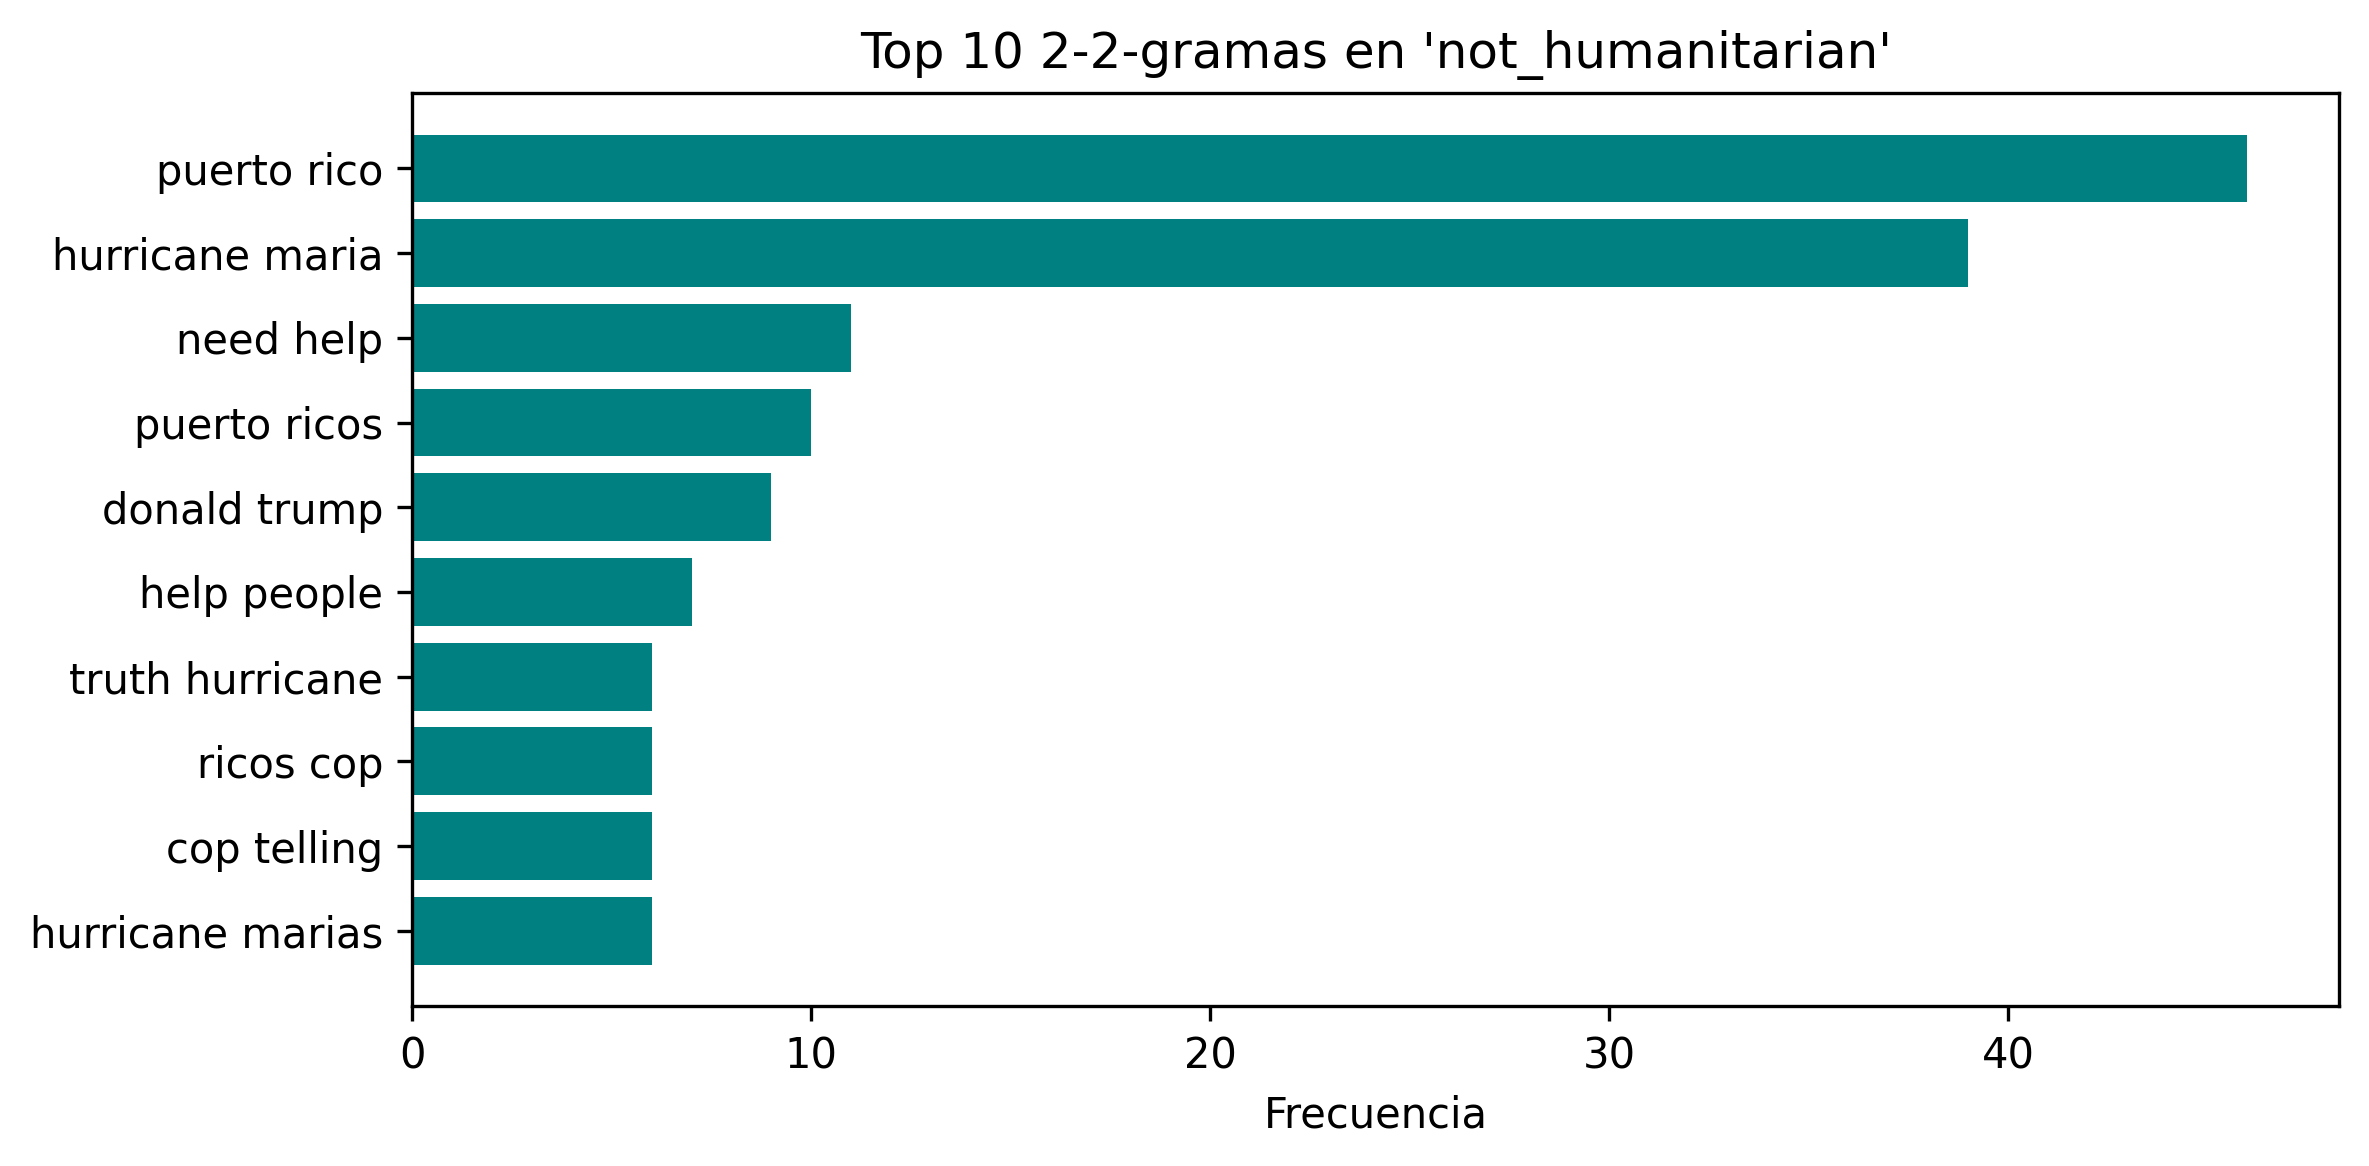 Top 10 2-2-gramas en 'not_humanitarian'
puerto rico
hurricane maria
need help
puerto ricos
donald trump
help people
truth hurricane
ricos cop
cop telling
hurricane marias
0 10 20 30 40
Frecuencia